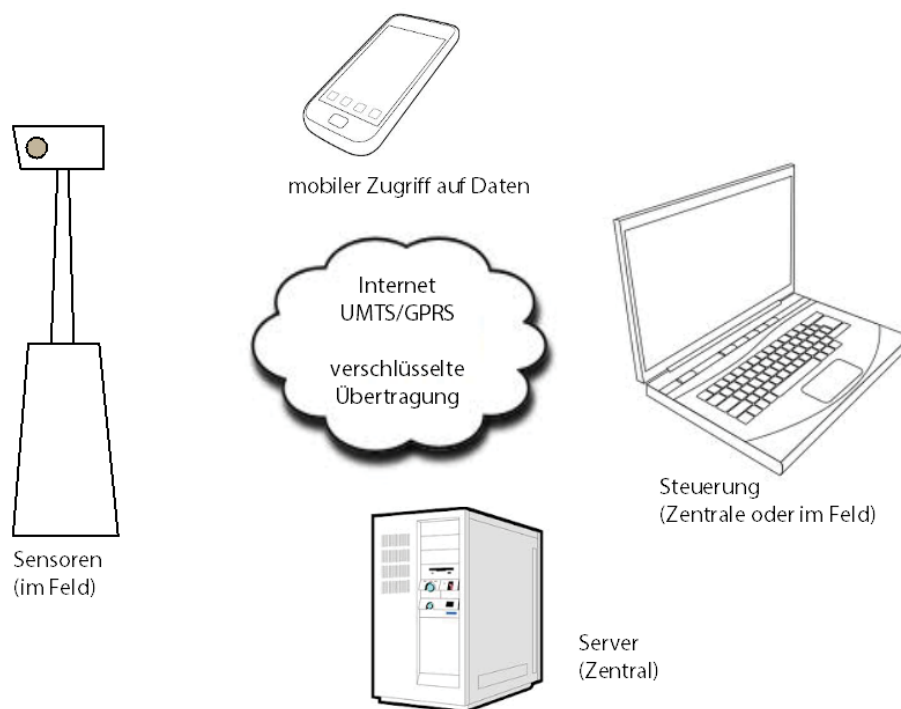 mobiler Zugriff auf Daten
Internet
UMTS/GPRS
verschlüsselte
Übertragung
Steuerung
(Zentrale oder im Feld)
Sensoren
(im Feld)
Server
(Zentral)